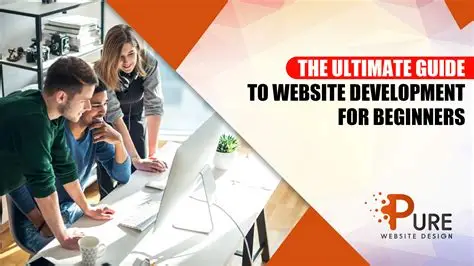 THE ULTIMATE GUIDE
TO WEBSITE DEVELOPMENT
FOR BEGINNERS
PURE
WEBSITE DESIGN